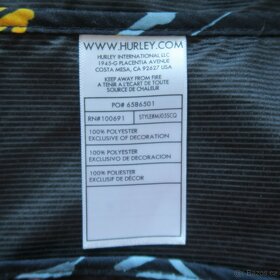 WWW.HURLEY.COM
HURLEY INTERNATIONAL LLC
1945-G PLACENTIA AVENUE
COSTA MESA, CA 92627 USA
KEEP AWAY FROM FIRE
A TENIR A L'ECART DE TOUTE
SOURCE DE CHALEUR
PO# 6586501
RN#100691 STYLE#MJ03SCQ
100% POLYESTER
EXCLUSIVE OF DECORATION
100% POLYESTER
EXCLUSIVO DE DECORACION
100% POLIESTER
EXCLUSIF DE DÉCOR